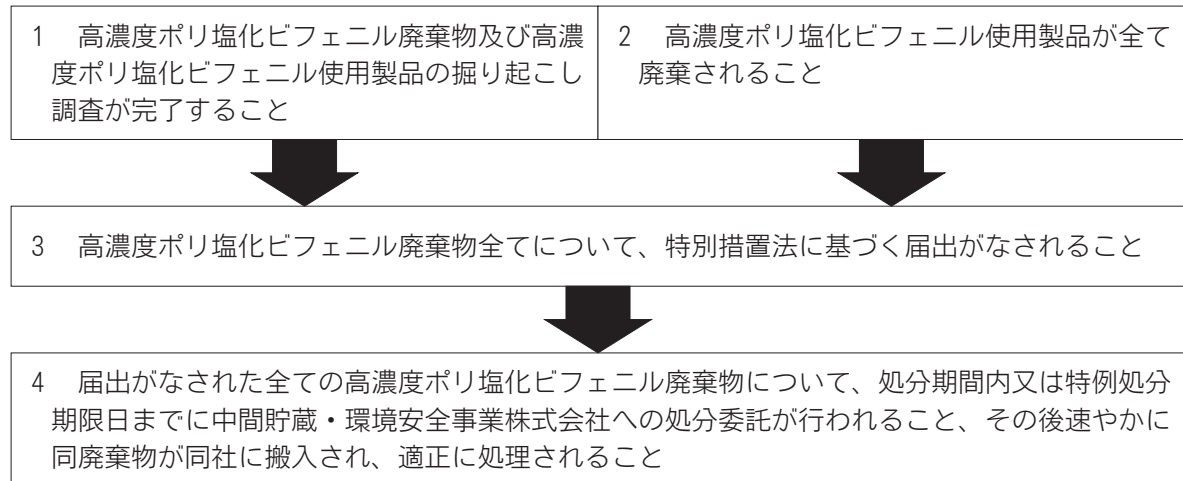 1　高濃度ポリ塩化ビフェニル廃棄物及び高濃
度ポリ塩化ビフェニル使用製品の掘り起こし
調査が完了すること
2　高濃度ポリ塩化ビフェニル使用製品が全て
廃棄されること
3　高濃度ポリ塩化ビフェニル廃棄物全てについて、特別措置法に基づく届出がなされること
4　届出がなされた全ての高濃度ポリ塩化ビフェニル廃棄物について、処分期間内又は特例処分
期限日までに中間貯蔵・環境安全事業株式会社への処分委託が行われること、その後速やかに
同廃棄物が同社に搬入され、適正に処理されること